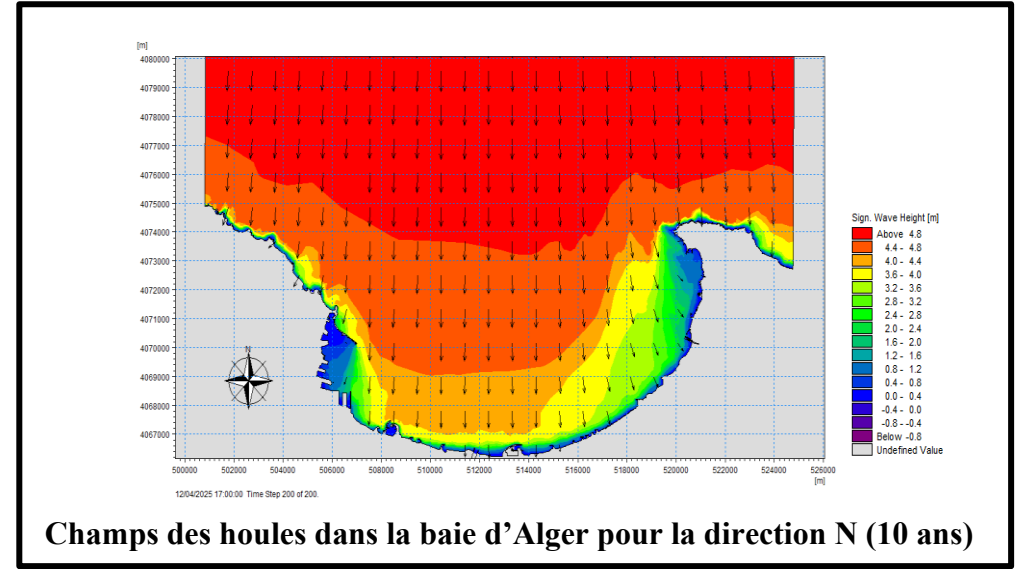 [m]
4080000
4079000
4078000
4077000
4076000
4075000
4074000
4073000
4072000
4071000
4070000
4069000
4068000
4067000
N
500000 502000 504000 506000 508000 510000 512000 514000 516000 518000 520000 522000 524000 526000
[m]
Sign. Wave Height [m]
Above 4.8
4.4 - 4.8
4.0 - 4.4
3.6 - 4.0
3.2 - 3.6
2.8 - 3.2
2.4 - 2.8
2.0 - 2.4
1.6 - 2.0
1.2 - 1.6
0.8 - 1.2
0.4 - 0.8
0.0 - 0.4
-0.4 - 0.0
-0.8 - -0.4
Below -0.8
Undefined Value
12/04/2025 17:00:00 Time Step 200 of 200.
Champs des houles dans la baie d’Alger pour la direction N (10 ans)